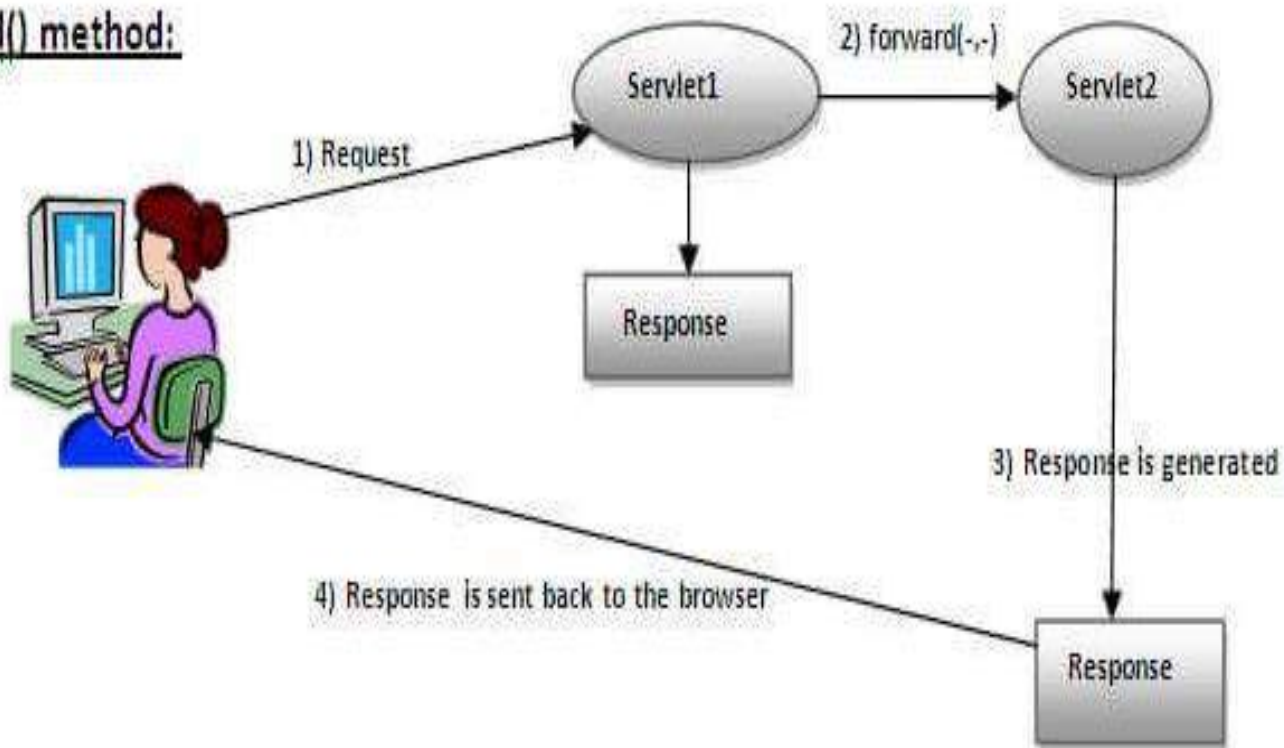 () method:
2) forward(-,-)
Servlet1
Servlet2
1) Request
Response
3) Response is generated
4) Response is sent back to the browser
Response